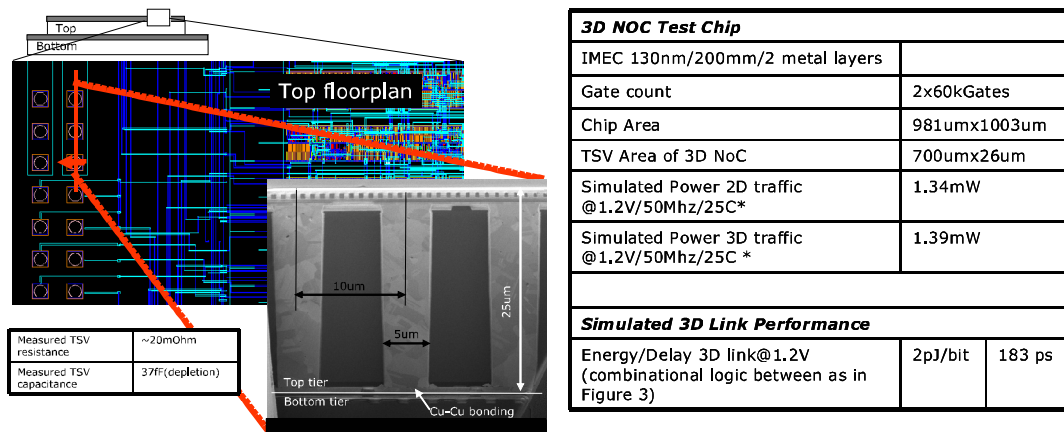 Top
Bottom
Top floorplan
10um
5um
25um
Top tier
Bottom tier
Cu-Cu bonding
Measured TSV
resistance
~20mOhm
Measured TSV
capacitance
37fF(depletion)
3D NOC Test Chip
IMEC 130nm/200mm/2 metal layers
Gate count
2x60kGates
Chip Area
981umx1003um
TSV Area of 3D NoC
700umx26um
Simulated Power 2D traffic
@1.2V/50Mhz/25C*
1.34mW
Simulated Power 3D traffic
@1.2V/50Mhz/25C *
1.39mW
Simulated 3D Link Performance
Energy/Delay 3D link@1.2V
(combinational logic between as in
Figure 3)
2pJ/bit
183 ps